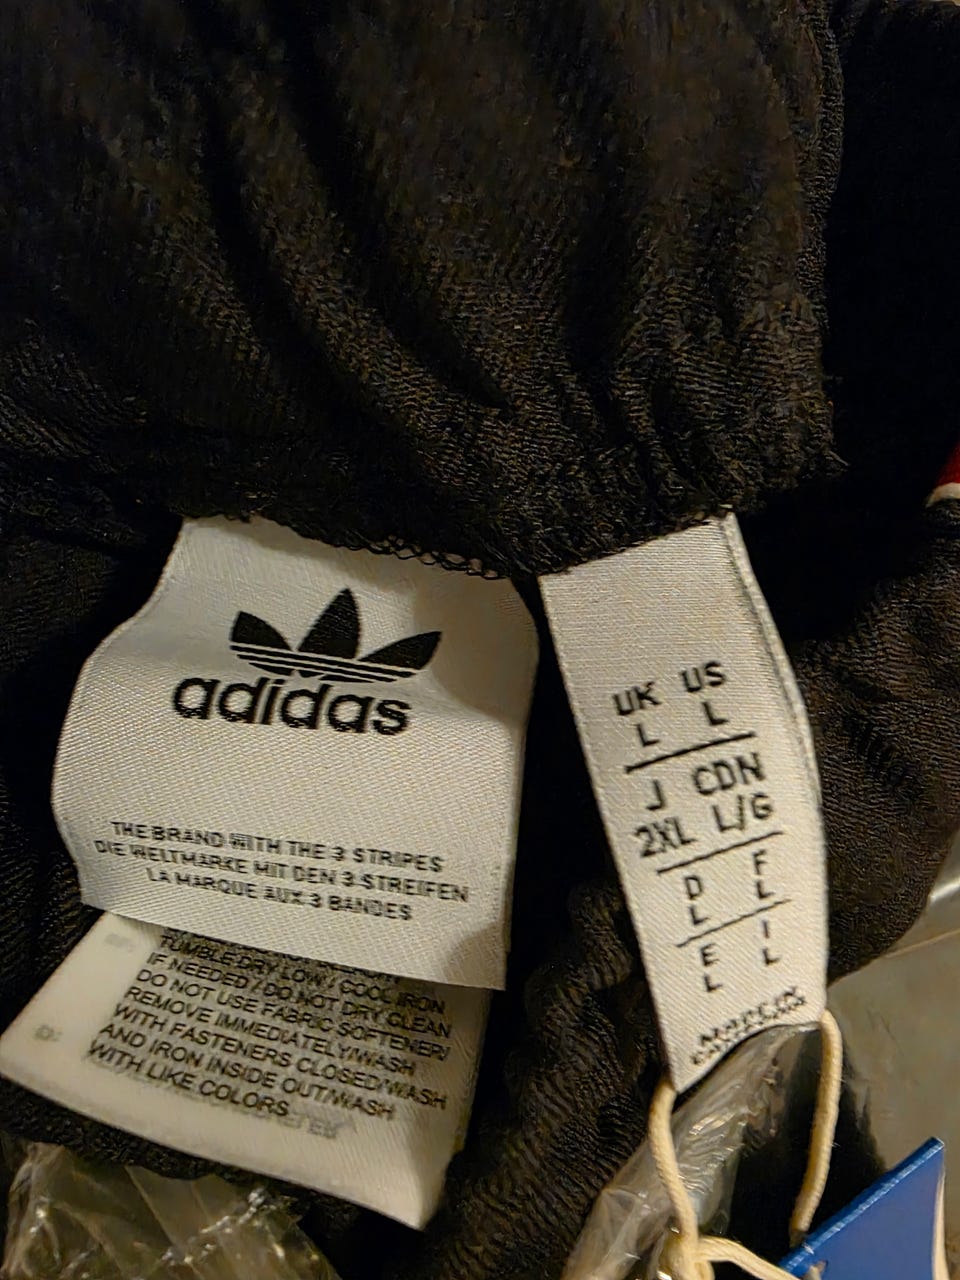 adidas
THE BRAND WITH THE 3 STRIPES
DIE WELTMARKE MIT DEN 3 STREIFEN
LA MARQUE AUX 3 BANDES
TUMBLE DRY LOW/
COOL IRON
IF NEEDED/DO NOT DRY CLEAN
DO NOT USE FABRIC SOFTENER/
REMOVE IMMEDIATELY/WASH
WITH FASTENERS CLOSED/WASH
AND IRON INSIDE OUT/WASH
WITH LIKE COLORS
UK US
L L
J CDN
2XL L/G
D F
L L
E I
L L
MADE IN